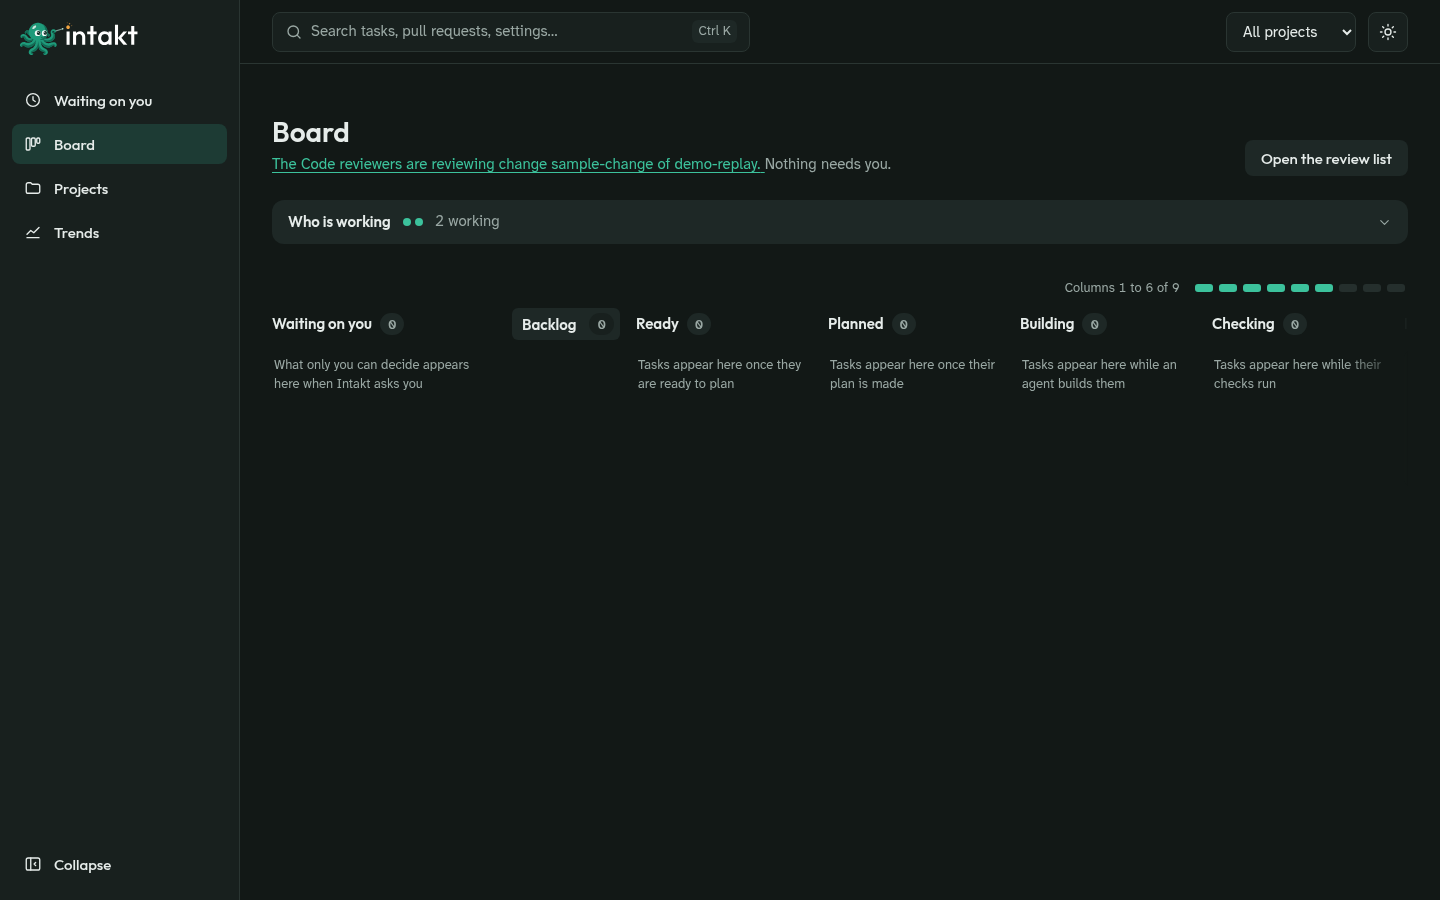 intakt
Search tasks, pull requests, settings...
Ctrl K
All projects
Waiting on you
Board
Projects
Trends
Collapse
Board
The Code reviewers are reviewing change sample-change of demo-replay. Nothing needs you.
Open the review list
Who is working
2 working
Columns 1 to 6 of 9
Waiting on you 0
What only you can decide appears
here when Intakt asks you
Backlog 0
Ready 0
Tasks appear here once they
are ready to plan
Planned 0
Tasks appear here once their
plan is made
Building 0
Tasks appear here while an
agent builds them
Checking 0
Tasks appear here while their
checks run